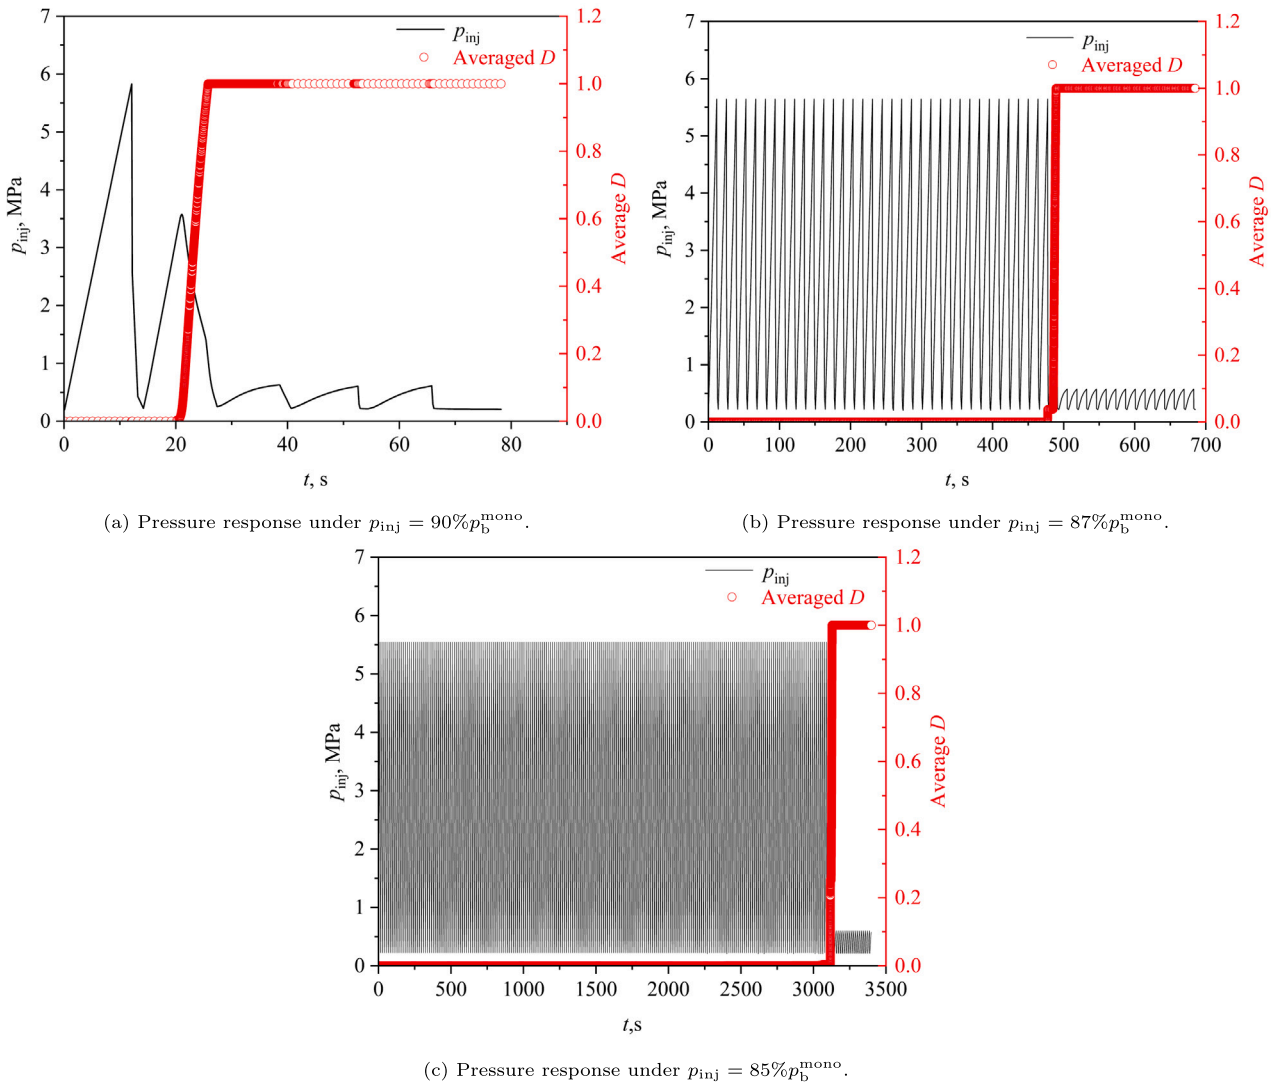 7
6
5
4
3
2
1
0
p_inj, MPa
0 20 40 60 80
t, s
1.2
1.0
0.8
0.6
0.4
0.2
0.0
Average D
p_inj
Averaged D
(a) Pressure response under p_inj = 90%p_b^mono.
7
6
5
4
3
2
1
0
p_inj, MPa
0 100 200 300 400 500 600 700
t, s
1.2
1.0
0.8
0.6
0.4
0.2
0.0
Average D
p_inj
Averaged D
(b) Pressure response under p_inj = 87%p_b^mono.
7
6
5
4
3
2
1
0
p_inj, MPa
0 500 1000 1500 2000 2500 3000 3500
t,s
1.2
1.0
0.8
0.6
0.4
0.2
0.0
Average D
p_inj
Averaged D
(c) Pressure response under p_inj = 85%p_b^mono.